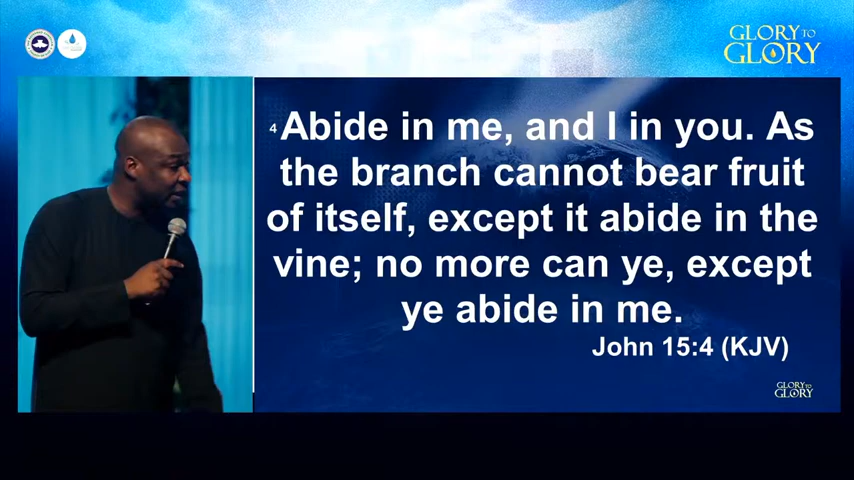 GLORY TO
GLORY
4 Abide in me, and I in you. As
the branch cannot bear fruit
of itself, except it abide in the
vine; no more can ye, except
ye abide in me.
John 15:4 (KJV)
GLORY TO
GLORY